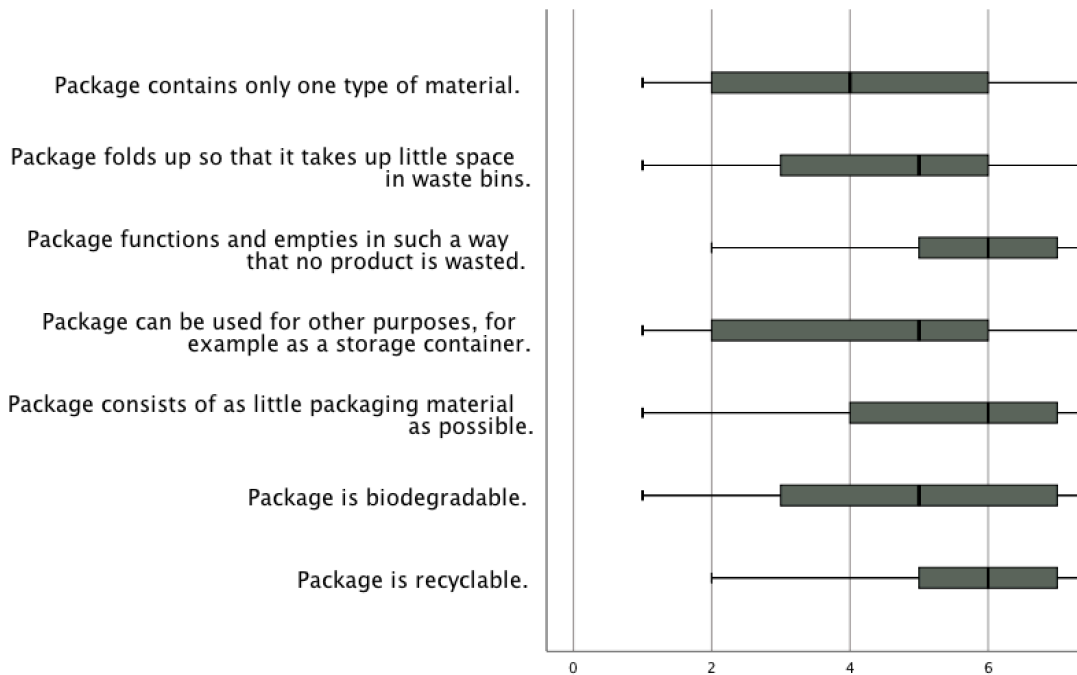 Package contains only one type of material.
Package folds up so that it takes up little space
in waste bins.
Package functions and empties in such a way
that no product is wasted.
Package can be used for other purposes, for
example as a storage container.
Package consists of as little packaging material
as possible.
Package is biodegradable.
Package is recyclable.
0 2 4 6